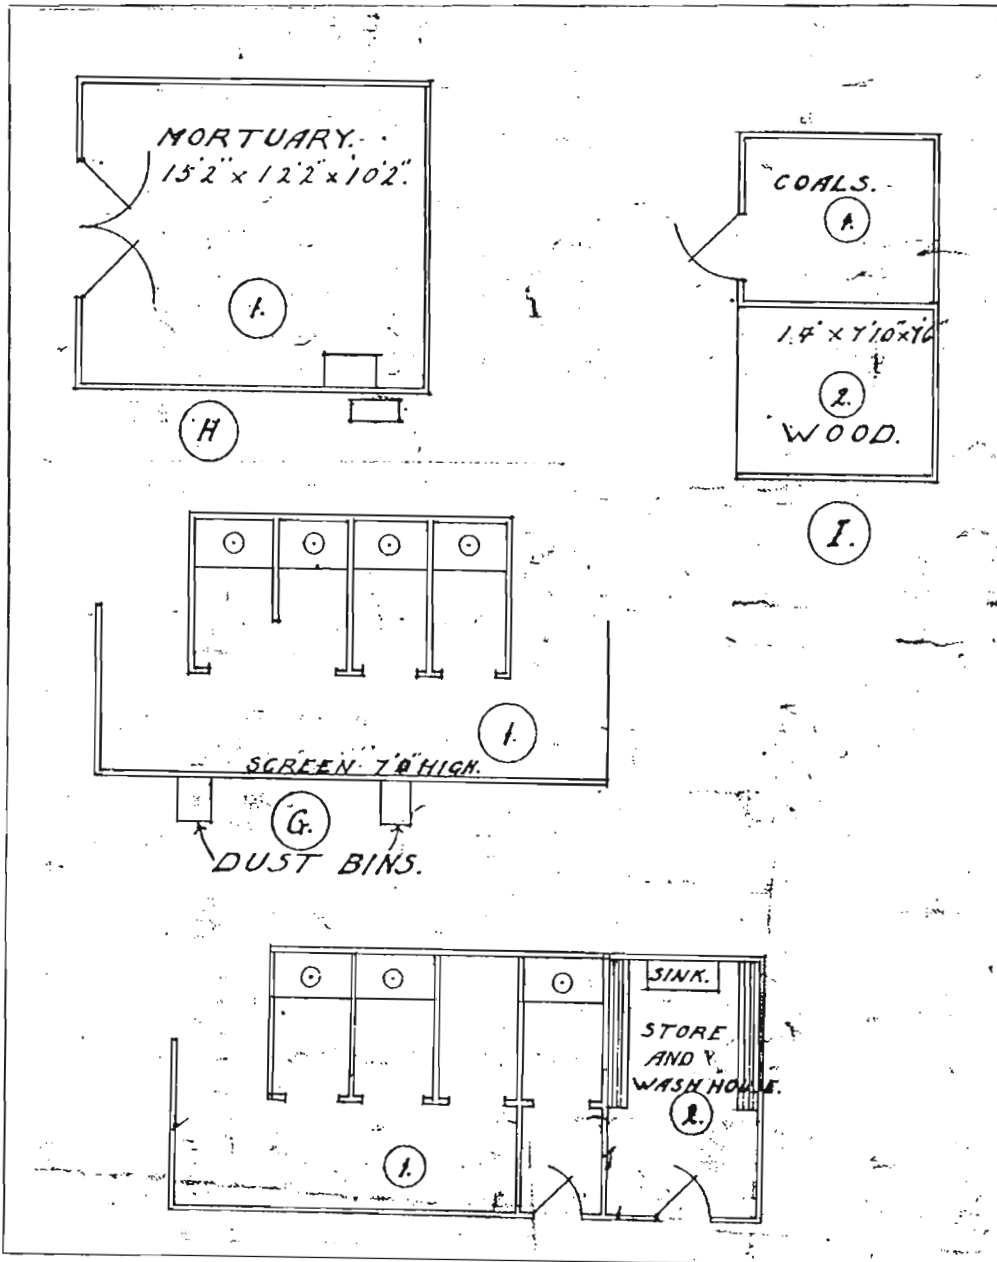 MORTUARY.
15'2" x 12'2" x 10'2".
1.
H
COALS.
1.
2.
WOOD.
I.
1.
SCREEN 7'0" HIGH.
G.
DUST BINS.
SINK.
STORE
AND
WASH HOUSE.
2.
1.